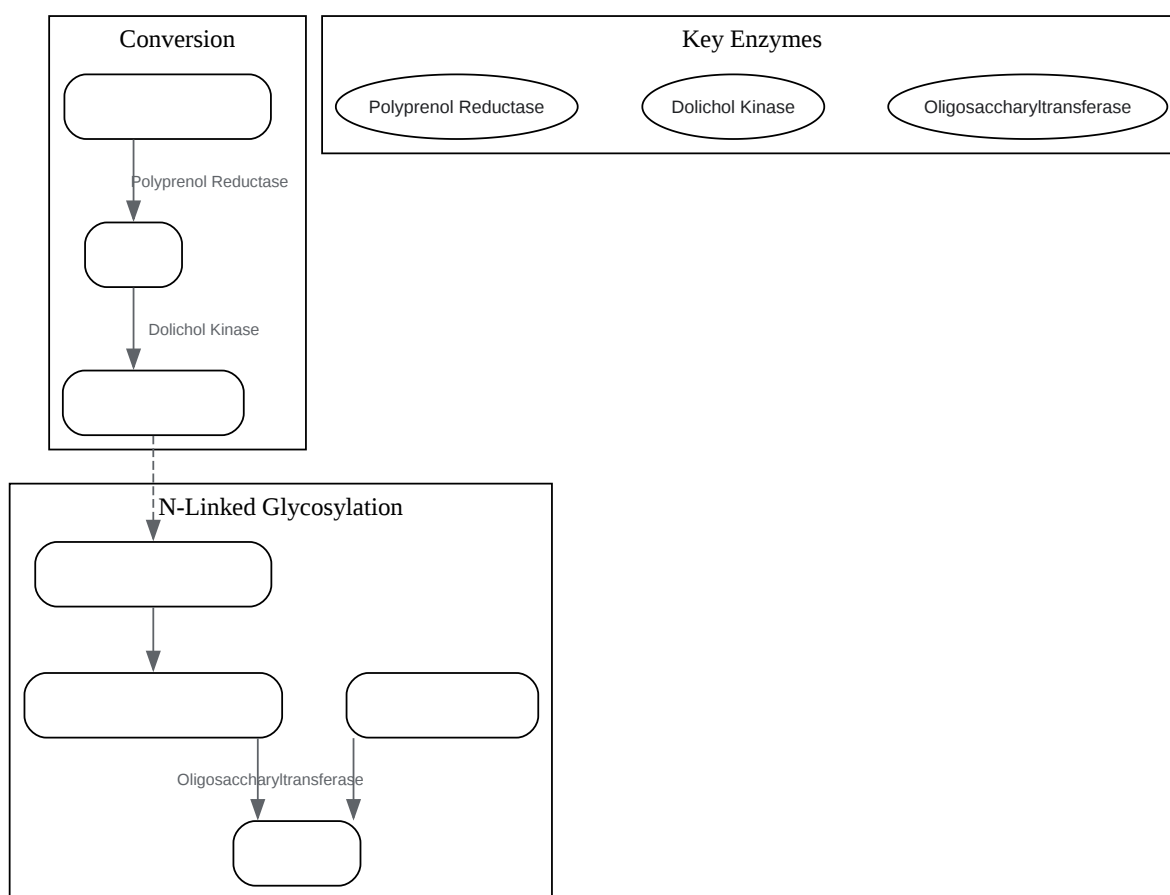 Conversion
Key Enzymes
Polyprenol Reductase
Dolichol Kinase
Oligosaccharyltransferase
Polyprenol Reductase
Dolichol Kinase
N-Linked Glycosylation
Oligosaccharyltransferase